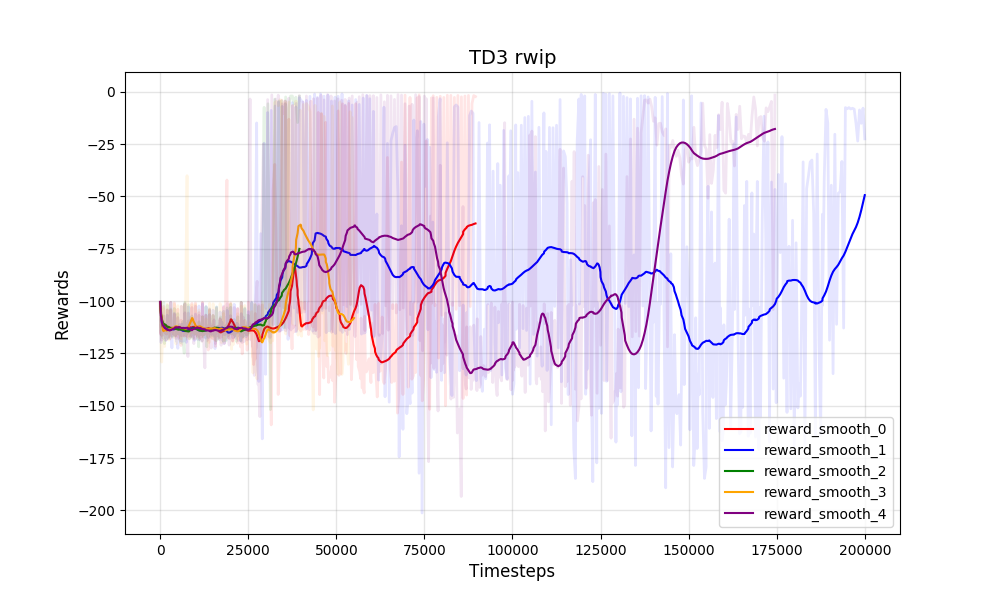 TD3 rwip
Rewards
0
−25
−50
−75
−100
−125
−150
−175
−200
0 25000 50000 75000 100000 125000 150000 175000 200000
Timesteps
reward_smooth_0
reward_smooth_1
reward_smooth_2
reward_smooth_3
reward_smooth_4